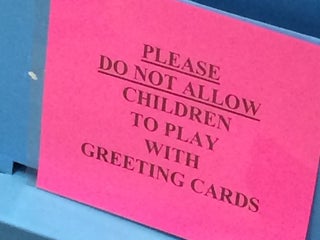 PLEASE
DO NOT ALLOW
CHILDREN
TO PLAY
WITH
GREETING CARDS